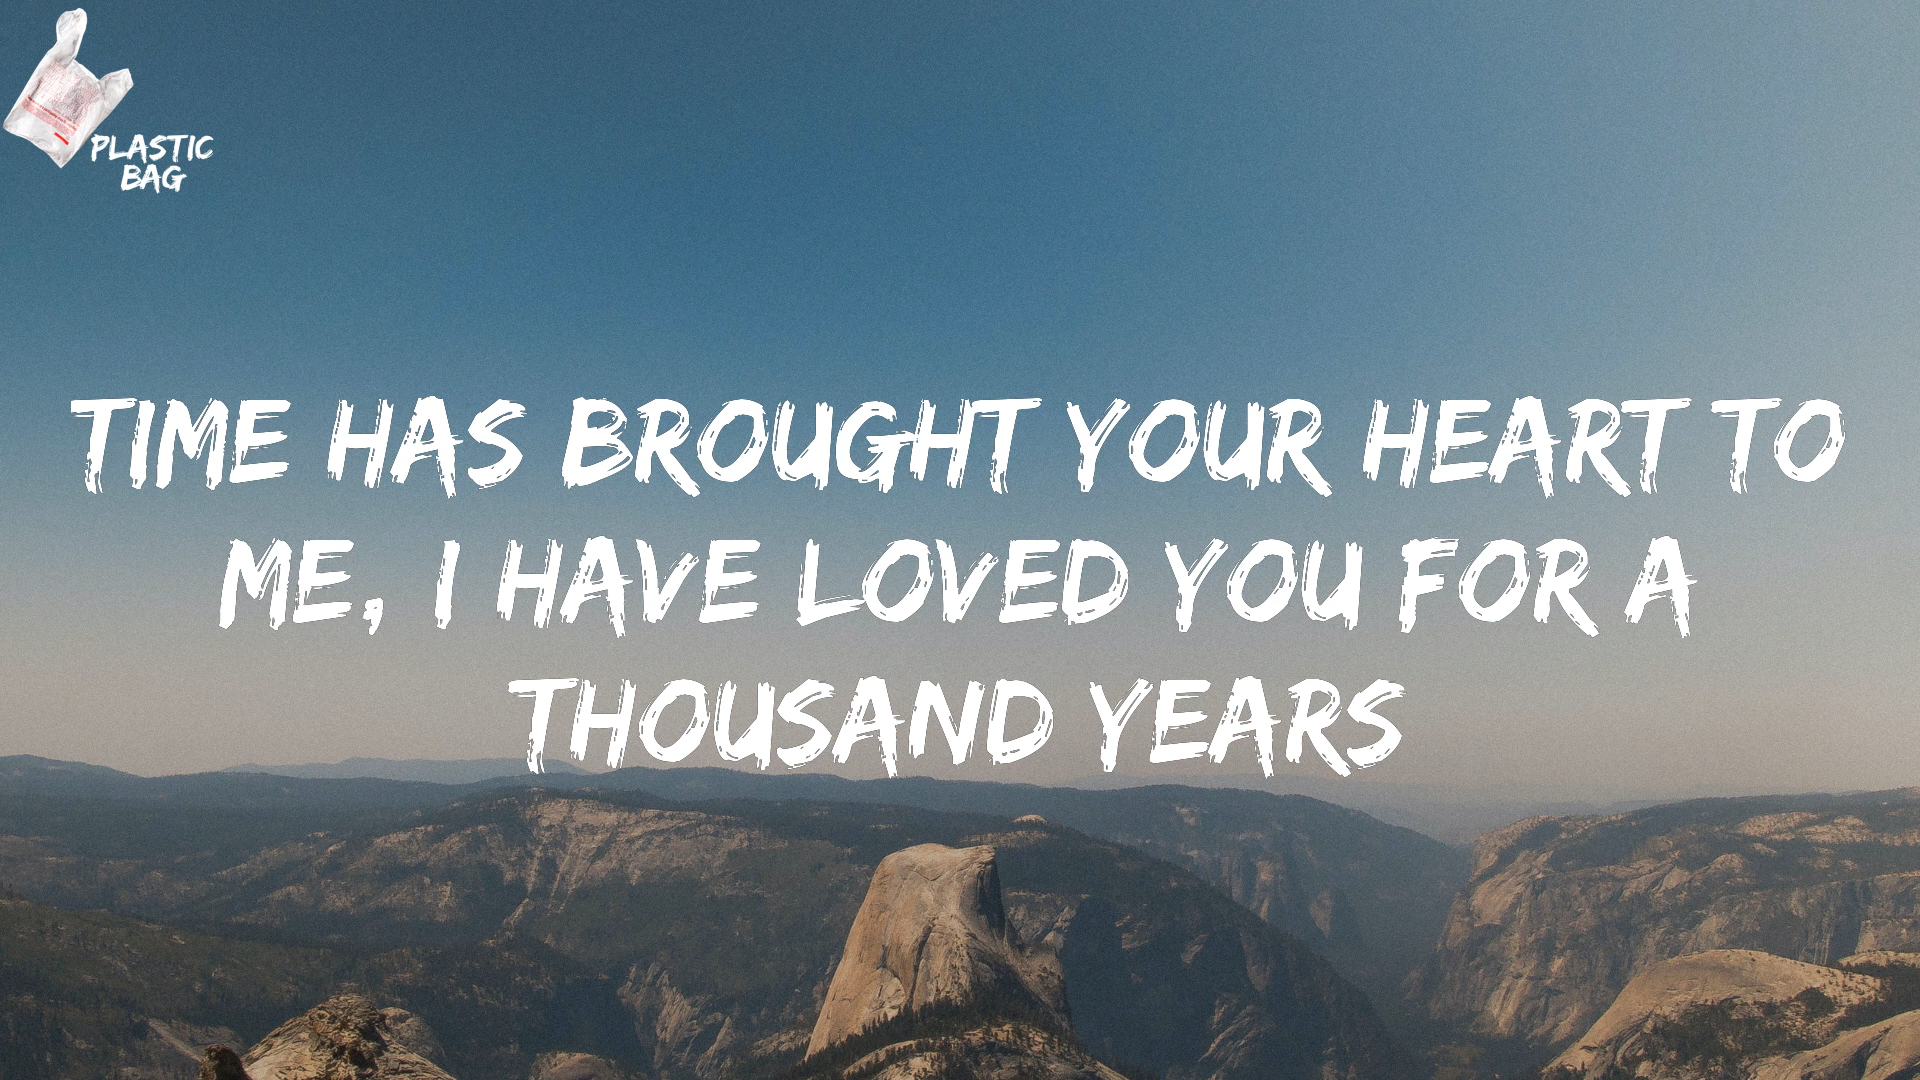 PLASTIC
BAG
TIME HAS BROUGHT YOUR HEART TO
ME, I HAVE LOVED YOU FOR A
THOUSAND YEARS